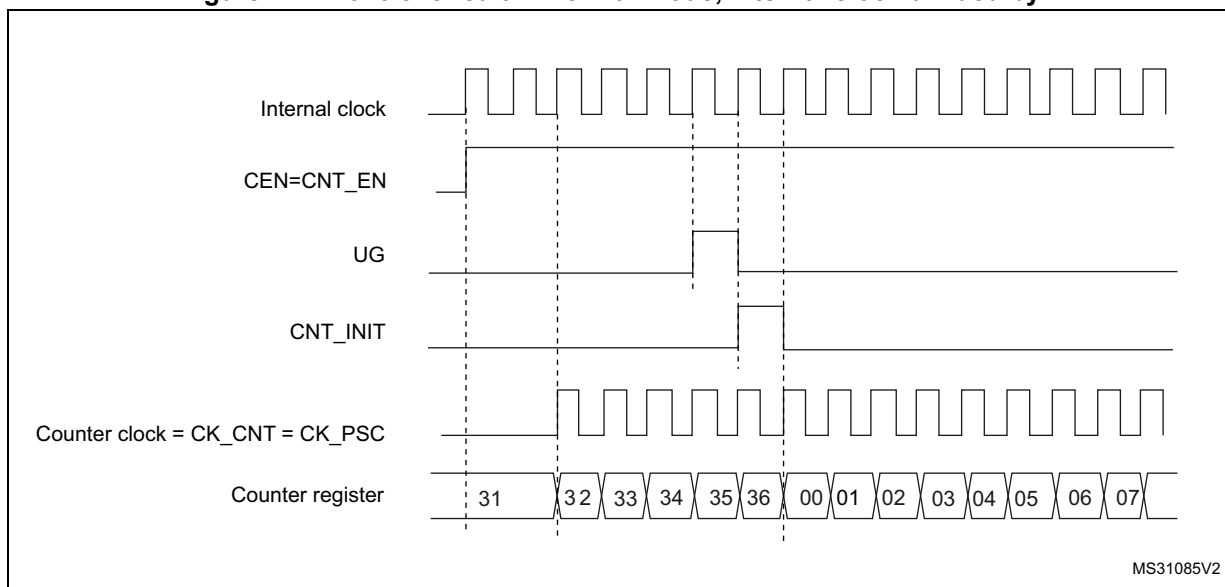 Internal clock
CEN=CNT_EN
UG
CNT_INIT
Counter clock = CK_CNT = CK_PSC
Counter register 31 32 33 34 35 36 00 01 02 03 04 05 06 07
MS31085V2